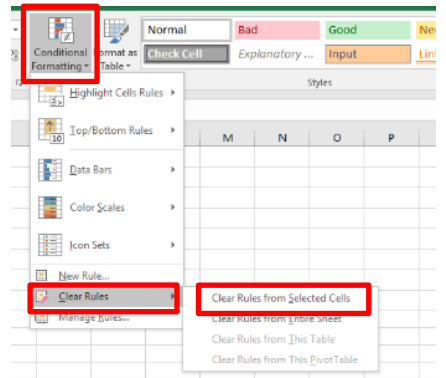 Normal Bad Good Ne
Conditional Format as Check Cell Explanatory ... Input Lin
Formatting Table
Styles
Highlight Cells Rules
Top/Bottom Rules
M N O P
Data Bars
Color Scales
Icon Sets
New Rule...
Clear Rules Clear Rules from Selected Cells
Manage Rules... Clear Rules from Entire Sheet
Clear Rules from This Table
Clear Rules from This PivotTable